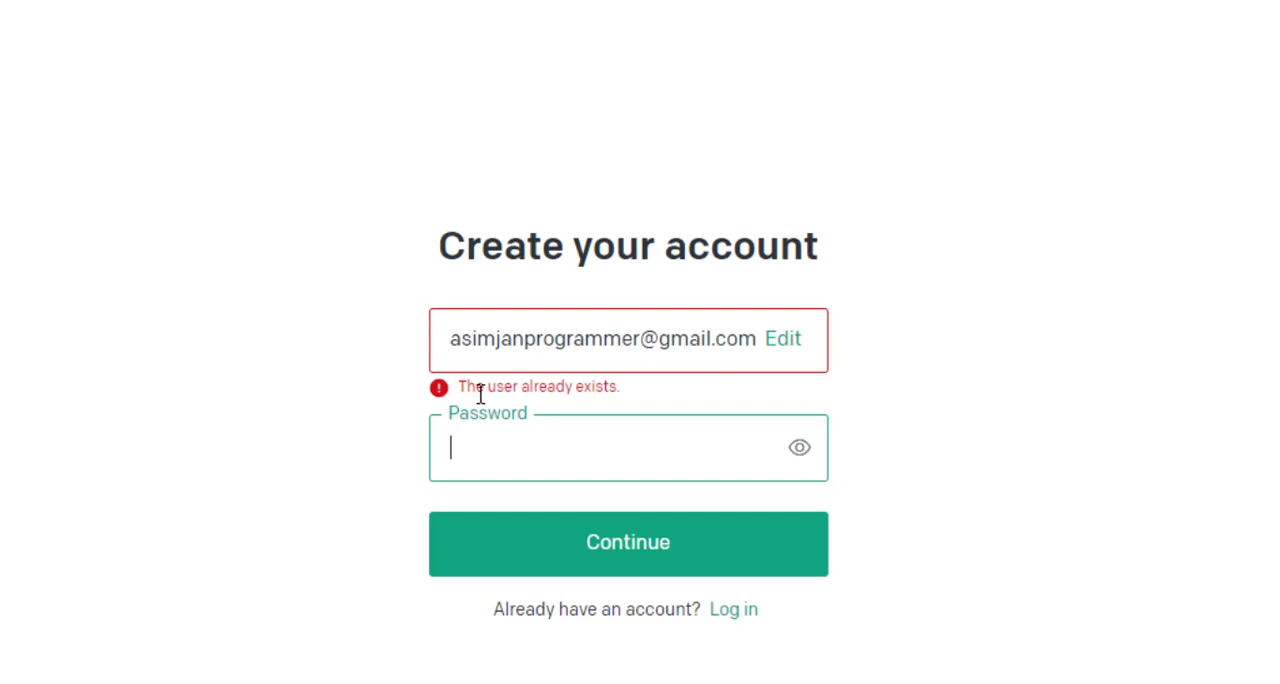 Create your account
asimjanprogrammer@gmail.com Edit
The user already exists.
Password
Continue
Already have an account? Log in